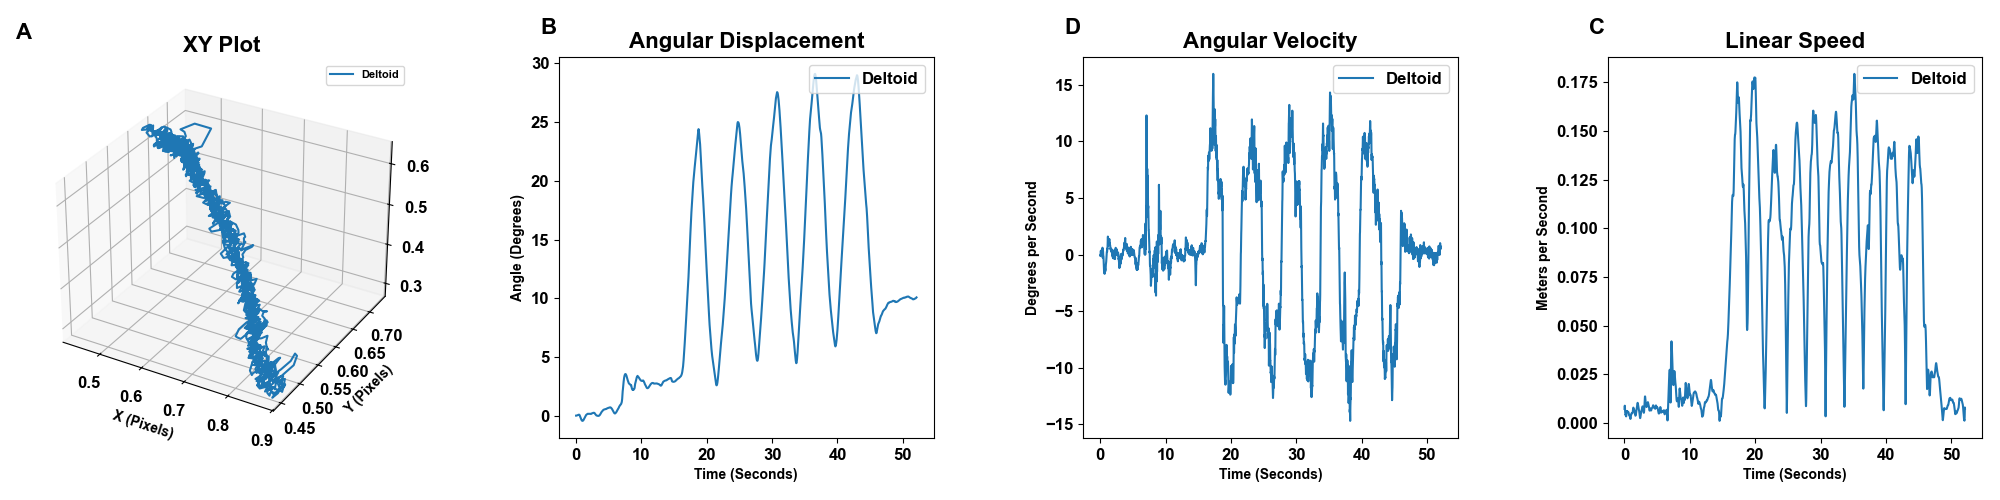 A
XY Plot
Deltoid
0.6
0.5
0.4
0.3
0.70
0.65
0.60
0.55
0.50
0.45
Y (Pixels)
0.5
0.6
0.7
0.8
0.9
X (Pixels)
B
Angular Displacement
Deltoid
30
25
20
15
10
5
0
Angle (Degrees)
0 10 20 30 40 50
Time (Seconds)
D
Angular Velocity
Deltoid
15
10
5
0
−5
−10
−15
Degrees per Second
0 10 20 30 40 50
Time (Seconds)
C
Linear Speed
Deltoid
0.175
0.150
0.125
0.100
0.075
0.050
0.025
0.000
Meters per Second
0 10 20 30 40 50
Time (Seconds)